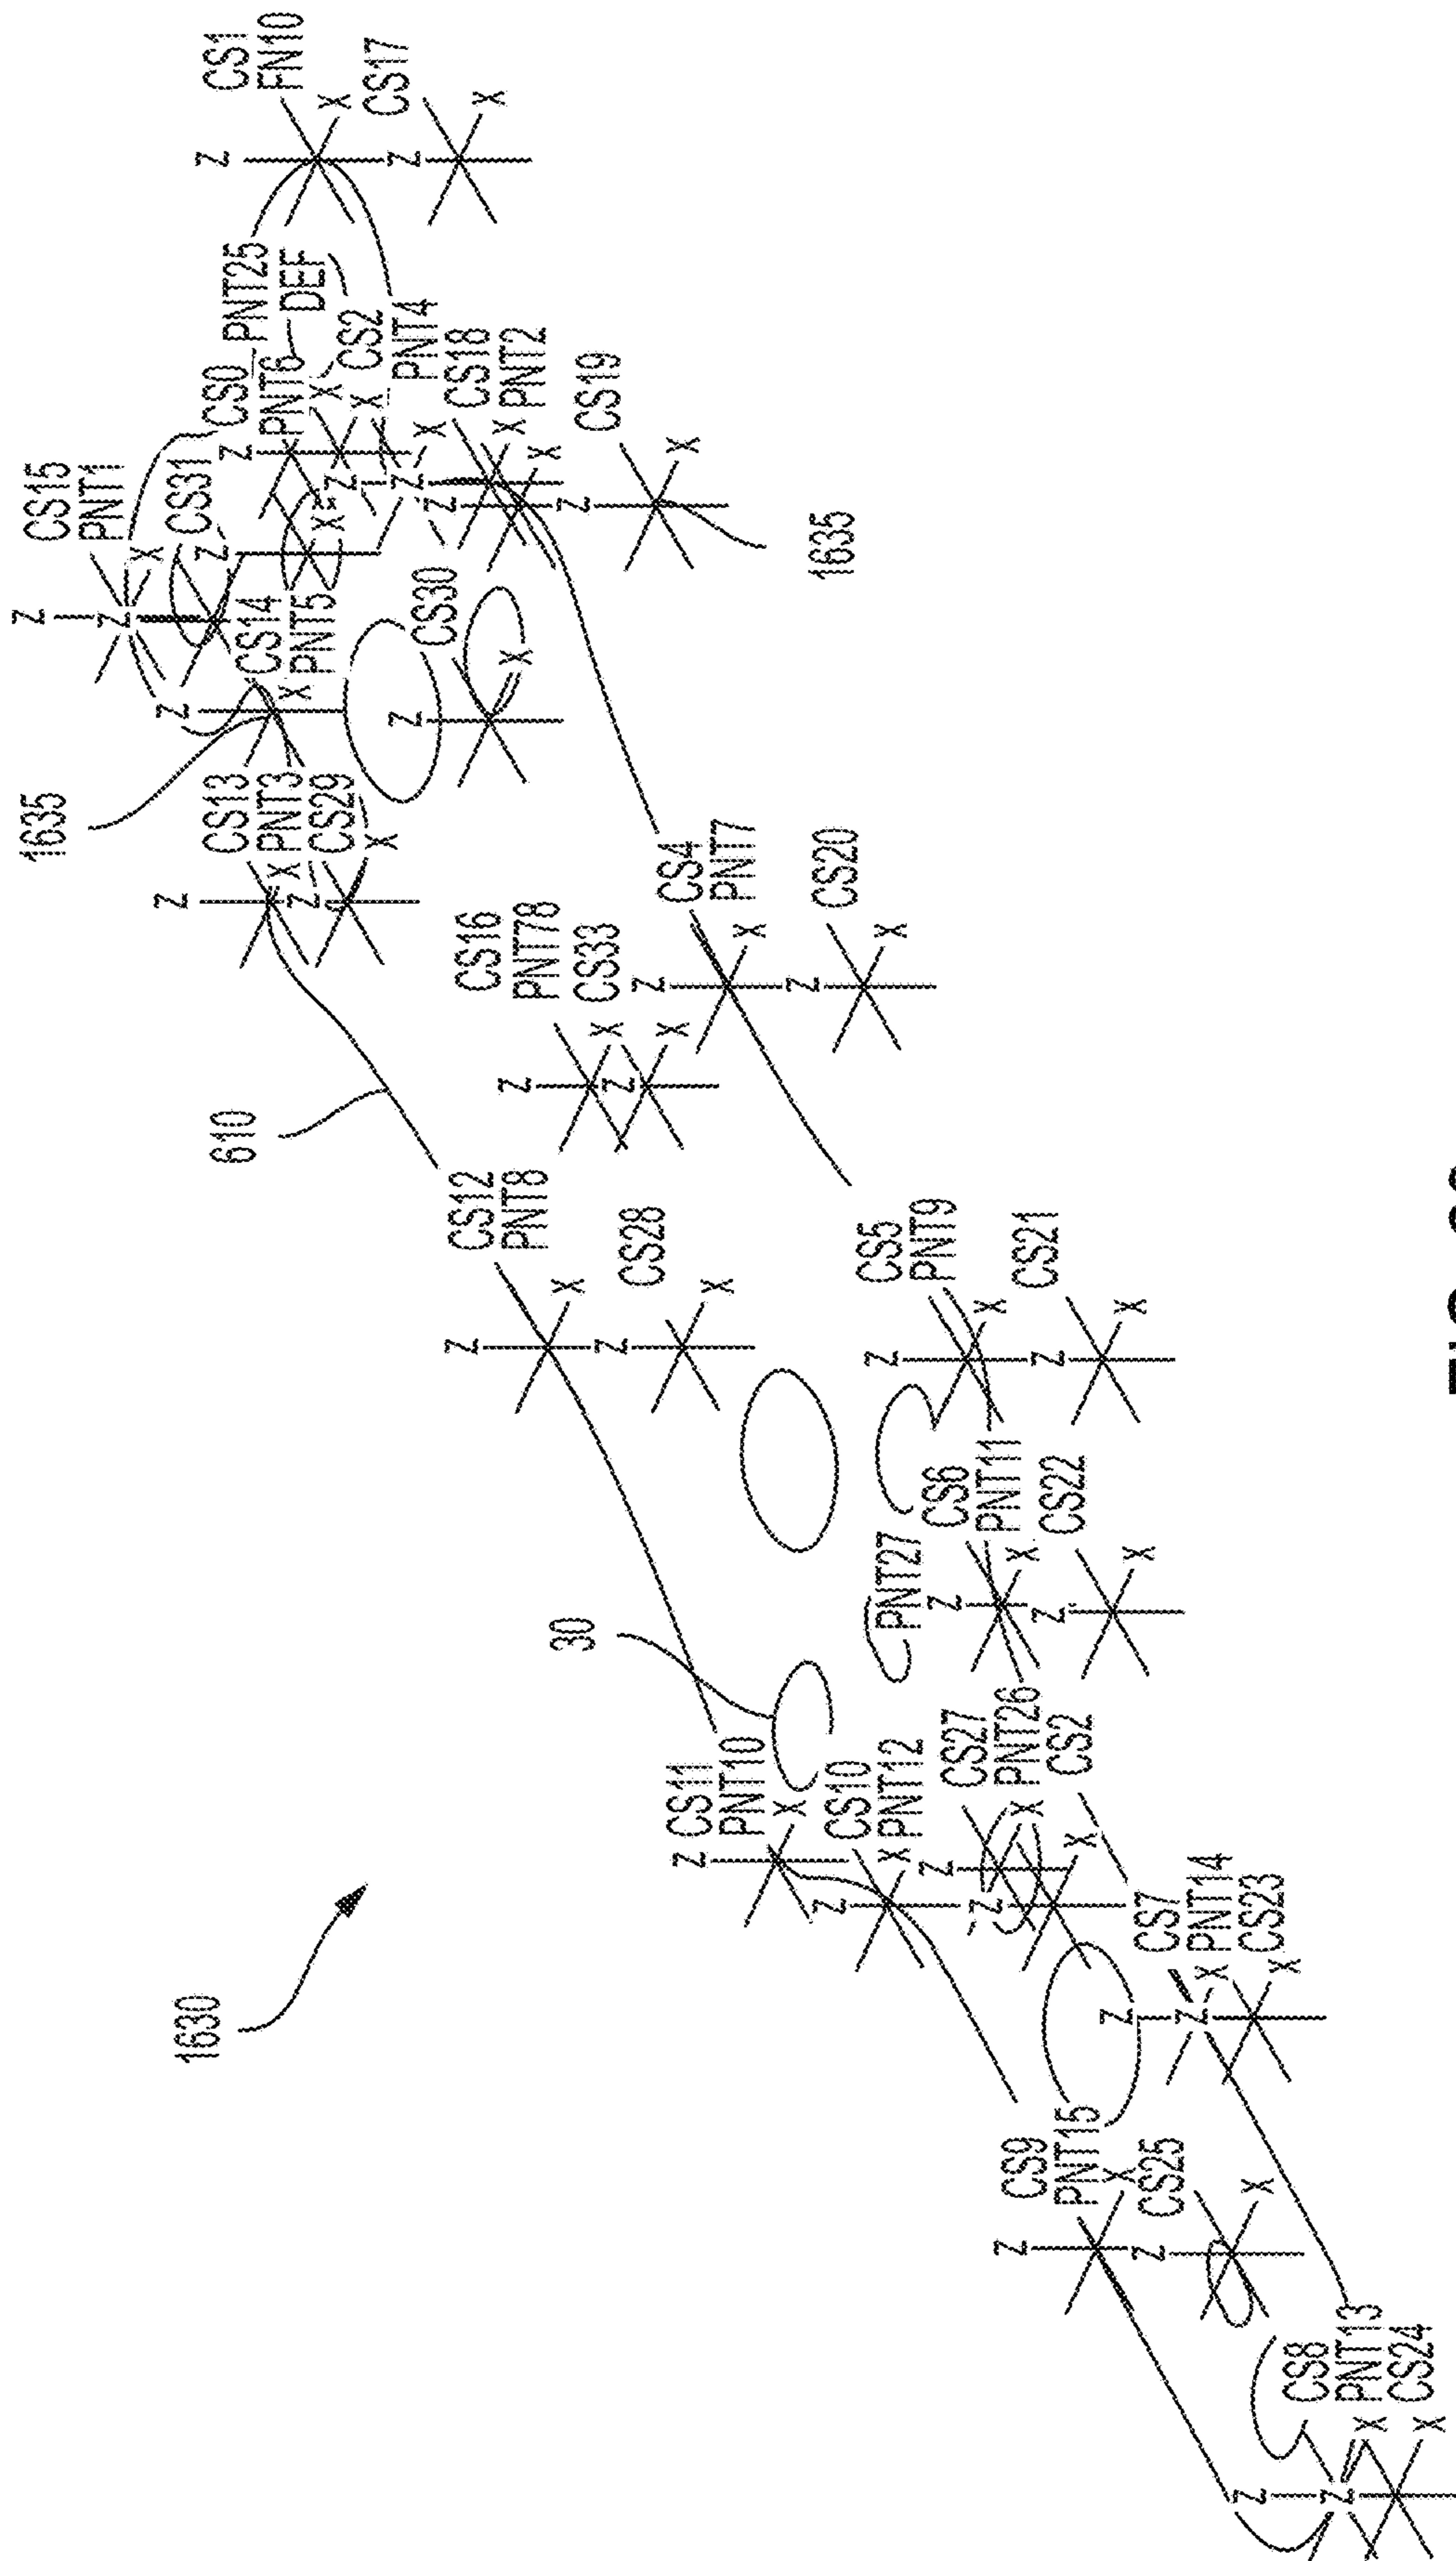 CS1
FN10
X
CS17
X
Z
Z
PNT25
DEF
CS2
PNT4
CS18
PNT2
CS19
CS0
PNT6
X
X
X
X
X
X
Z
Z
Z
Z
Z
CS15
PNT1
CS31
X
Z
X
Z
Z
1635
CS14
PNT5
X
Z
CS30
X
Z
1635
CS13
PNT3
CS29
X
X
Z
Z
CS4
PNT7
CS20
X
X
Z
Z
CS16
PNT78
CS33
X
X
Z
Z
610
CS12
PNT8
CS28
X
X
Z
Z
CS5
PNT9
CS21
X
X
Z
Z
CS6
PNT11
CS22
X
X
Z
Z
PNT27
30
CS11
PNT10
X
Z
CS10
PNT12
X
Z
CS27
PNT26
CS2
X
X
Z
Z
1630
CS7
PNT14
CS23
X
X
Z
Z
CS9
PNT15
X
CS25
X
Z
Z
CS8
PNT13
CS24
X
X
Z
Z